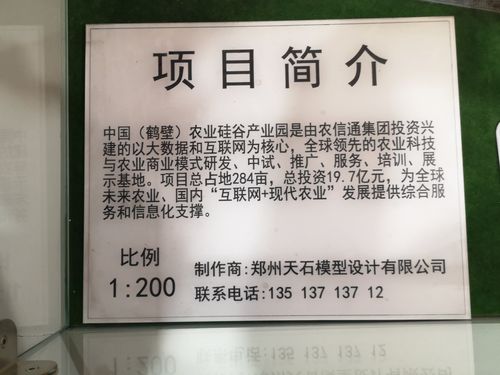 项目简介
中国（鹤壁）农业硅谷产业园是由农信通集团投资兴
建的以大数据和互联网为核心，全球领先的农业科技
与农业商业模式研发、中试、推广、服务、培训、展
示基地。项目总占地284亩，总投资19.7亿元，为全球
未来农业、国内“互联网+现代农业”发展提供综合服
务和信息化支撑。
比例
1:200
制作商:郑州天石模型设计有限公司
联系电话:135 137 137 12